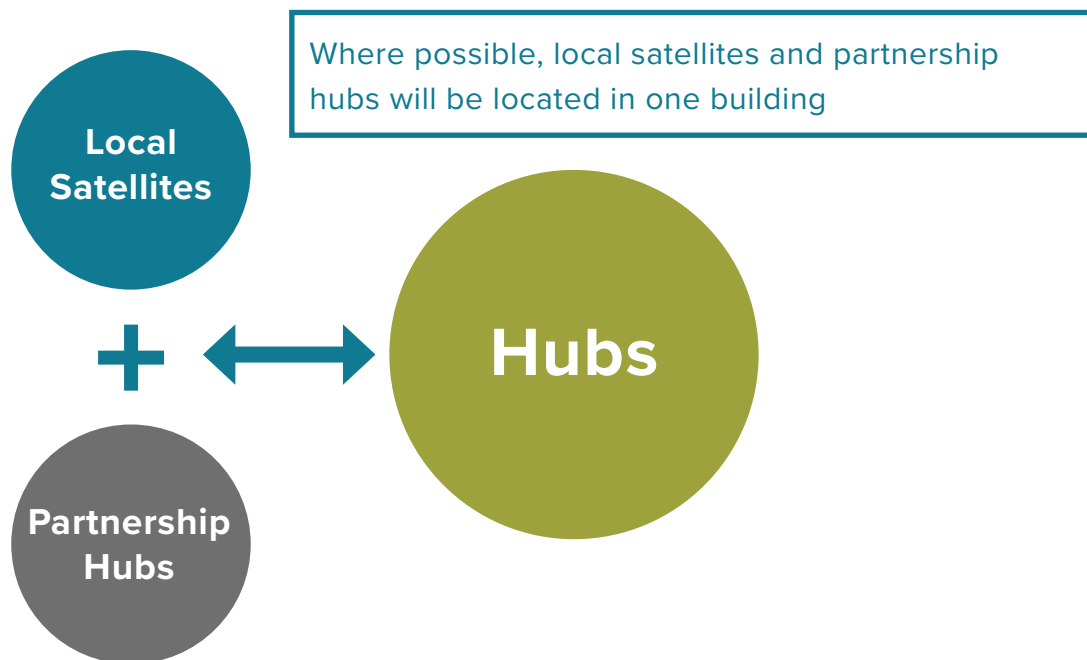 Where possible, local satellites and partnership
hubs will be located in one building
Local
Satellites
Hubs
Partnership
Hubs